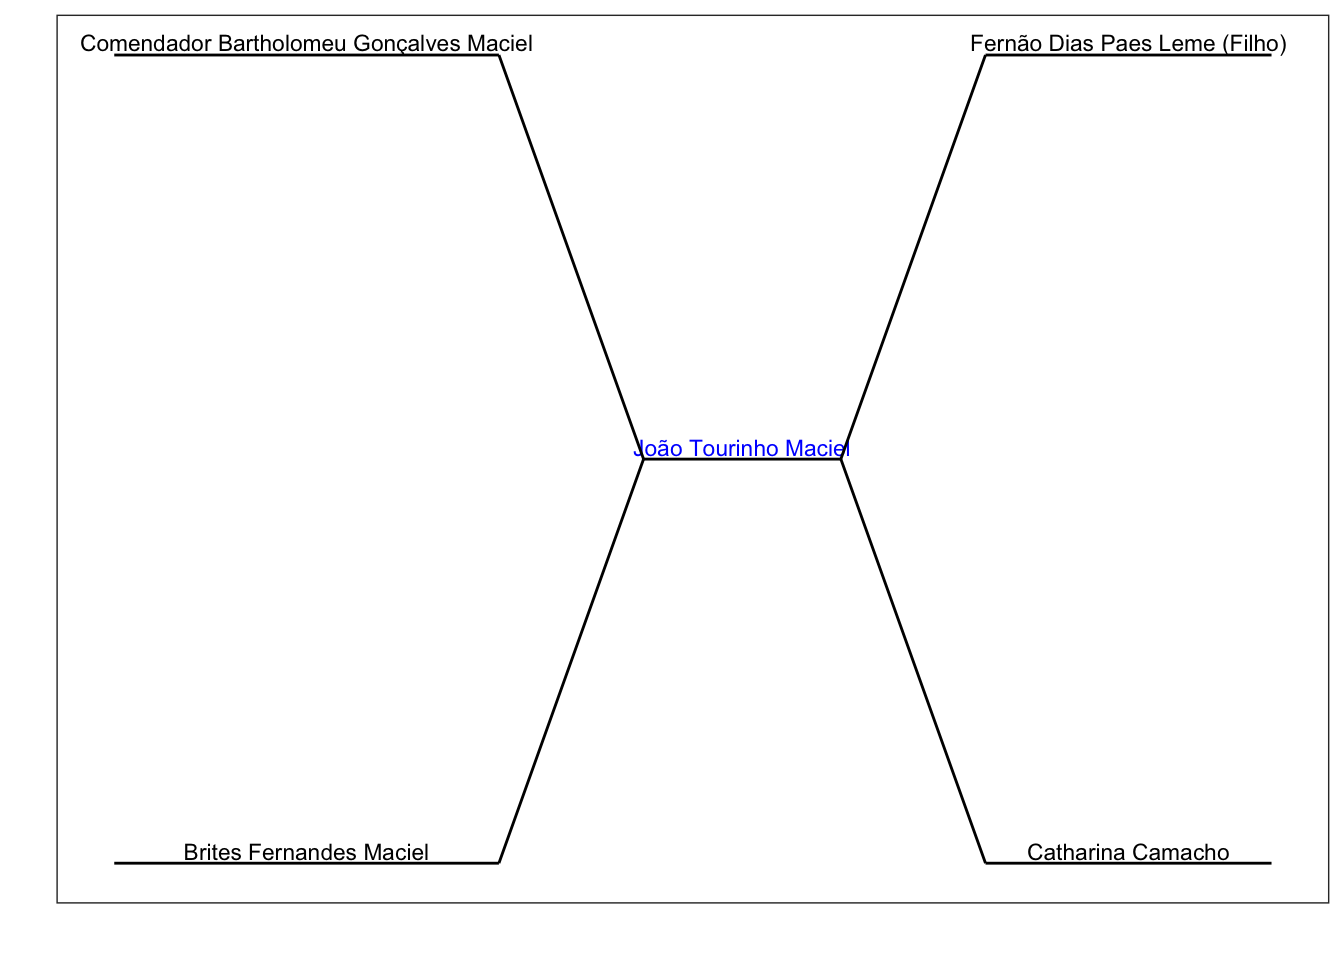 Comendador Bartholomeu Gonçalves Maciel
Fernão Dias Paes Leme (Filho)
João Tourinho Maciel
Brites Fernandes Maciel
Catharina Camacho